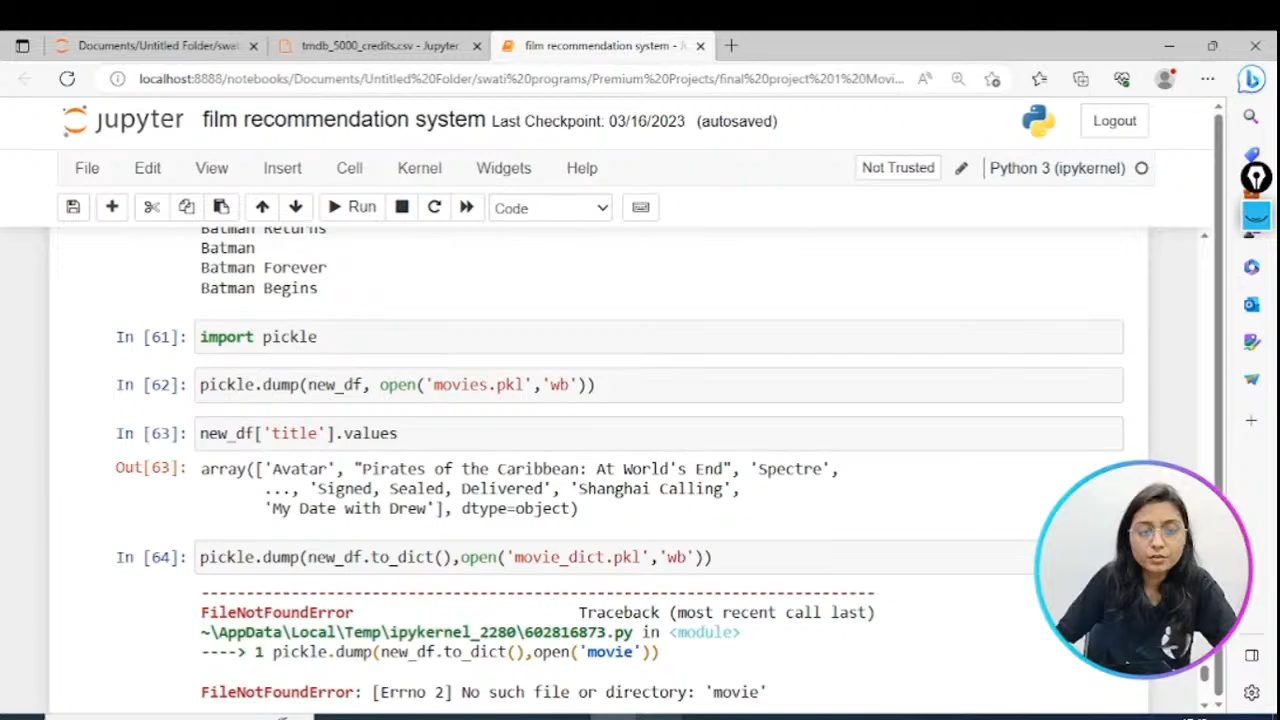 Documents/Untitled Folder/swat
tmdb_5000_credits.csv - Jupyter
film recommendation system - J
localhost:8888/notebooks/Documents/Untitled%20Folder/swati%20programs/Premium%20Projects/final%20project%201%20Movi...
jupyter film recommendation system Last Checkpoint: 03/16/2023 (autosaved)
Logout
File Edit View Insert Cell Kernel Widgets Help
Not Trusted
Python 3 (ipykernel)
Run
Code
Batman Returns
Batman
Batman Forever
Batman Begins
In [61]: import pickle
In [62]: pickle.dump(new_df, open('movies.pkl','wb'))
In [63]: new_df['title'].values
Out[63]: array(['Avatar', "Pirates of the Caribbean: At World's End", 'Spectre',
..., 'Signed, Sealed, Delivered', 'Shanghai Calling',
'My Date with Drew'], dtype=object)
In [64]: pickle.dump(new_df.to_dict(),open('movie_dict.pkl','wb'))
---------------------------------------------------------------------------
FileNotFoundError Traceback (most recent call last)
~\AppData\Local\Temp\ipykernel_2280\602816873.py in <module>
----> 1 pickle.dump(new_df.to_dict(),open('movie'))
FileNotFoundError: [Errno 2] No such file or directory: 'movie'